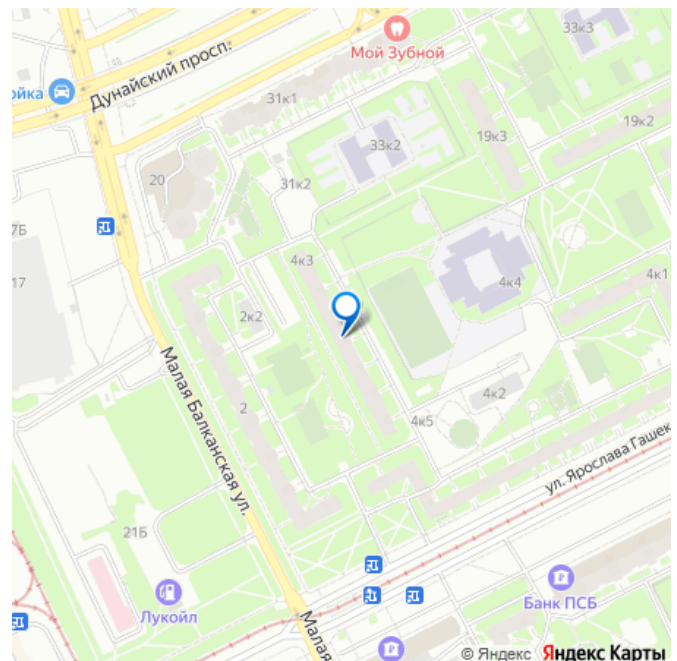 33к3
Мой Зубной
Дунайский просп.
ойка
31к1
19к3
19к2
33к2
20
31к2
7Б
4к3
17
4к4
4к1
2к2
Малая Балканская ул.
2
4к2
4к5
ул. Ярослава Гашек
21Б
Лукойл
Банк ПСБ
Малая
© Яндекс Яндекс Карты